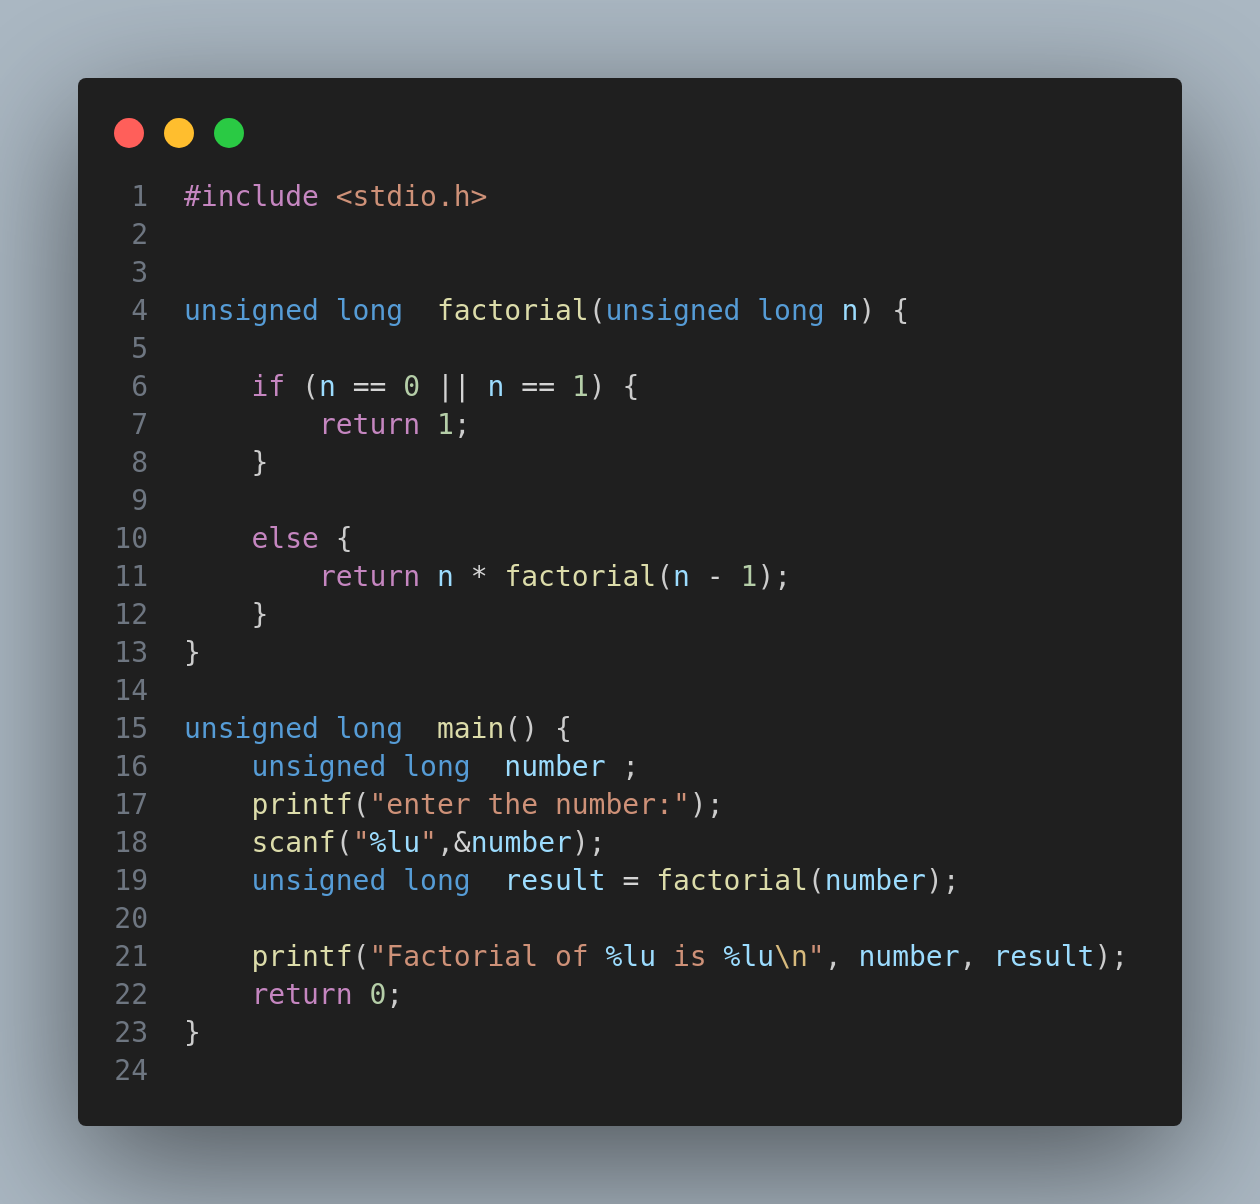 1 #include <stdio.h>
2
3
4 unsigned long  factorial(unsigned long n) {
5
6     if (n == 0 || n == 1) {
7         return 1;
8     }
9
10     else {
11         return n * factorial(n - 1);
12     }
13 }
14
15 unsigned long  main() {
16     unsigned long  number ;
17     printf("enter the number:");
18     scanf("%lu",&number);
19     unsigned long  result = factorial(number);
20
21     printf("Factorial of %lu is %lu\n", number, result);
22     return 0;
23 }
24